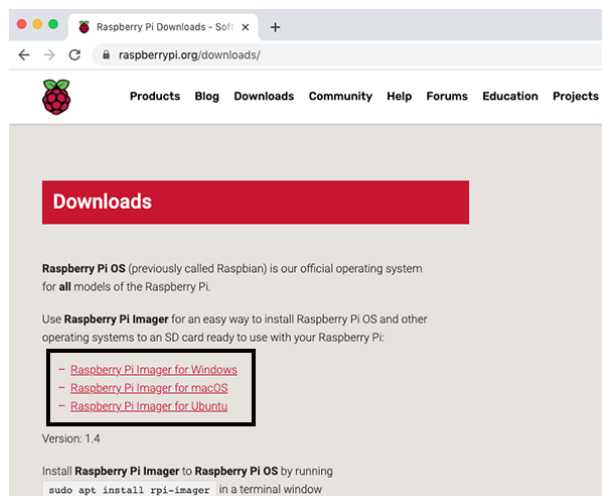 Raspberry Pi Downloads - Sof
raspberrypi.org/downloads/
Products Blog Downloads Community Help Forums Education Projects
Downloads
Raspberry Pi OS (previously called Raspbian) is our official operating system
for all models of the Raspberry Pi.
Use Raspberry Pi Imager for an easy way to install Raspberry Pi OS and other
operating systems to an SD card ready to use with your Raspberry Pi:
– Raspberry Pi Imager for Windows
– Raspberry Pi Imager for macOS
– Raspberry Pi Imager for Ubuntu
Version: 1.4
Install Raspberry Pi Imager to Raspberry Pi OS by running
sudo apt install rpi-imager in a terminal window